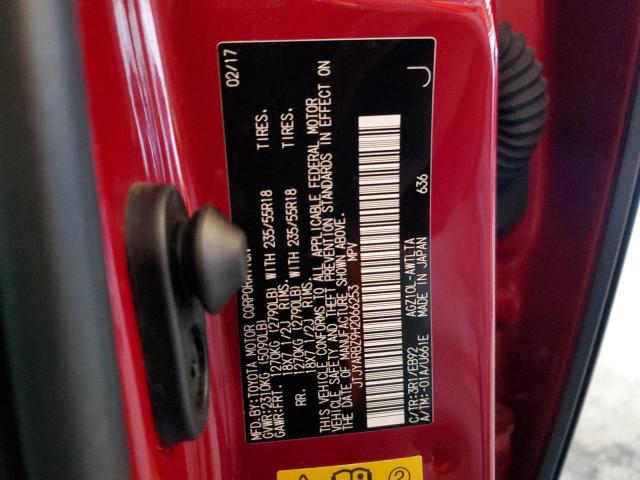 02/17
MFD.BY:TOYOTA MOTOR CORPORATION
GVWR:2310KG (5090LB)
GAWR:FRT. 1270KG (2790LB) WITH 235/55R18 TIRES.
18X7 1/2J RIMS.
RR. 1270KG (2790LB) WITH 235/55R18 TIRES.
18X7 1/2J RIMS.
THIS VEHICLE CONFORMS TO ALL APPLICABLE FEDERAL MOTOR
VEHICLE SAFETY AND THEFT PREVENTION STANDARDS IN EFFECT ON
THE DATE OF MANUFACTURE SHOWN ABOVE.
JTJYARBZ9H2066253 MPV
J
C/TR:3R1/EB92 AGZ10L-AWTLTA
A/TM:-01A/U661E MADE IN JAPAN 636
2